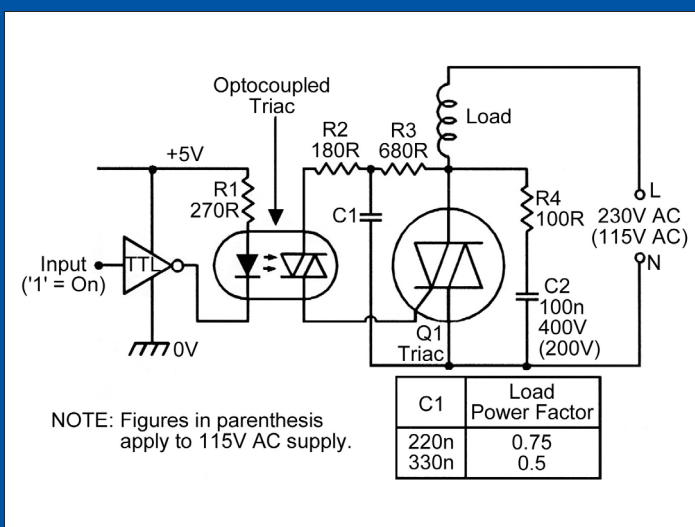 Optocoupled
Triac
R2
180R
R3
680R
Load
+5V
R1
270R
C1
R4
100R
L
230V AC
(115V AC)
N
Input
('1' = On)
TTL
C2
100n
400V
(200V)
Q1
Triac
0V
NOTE: Figures in parenthesis
apply to 115V AC supply.
C1 Load
Power Factor
220n 0.75
330n 0.5